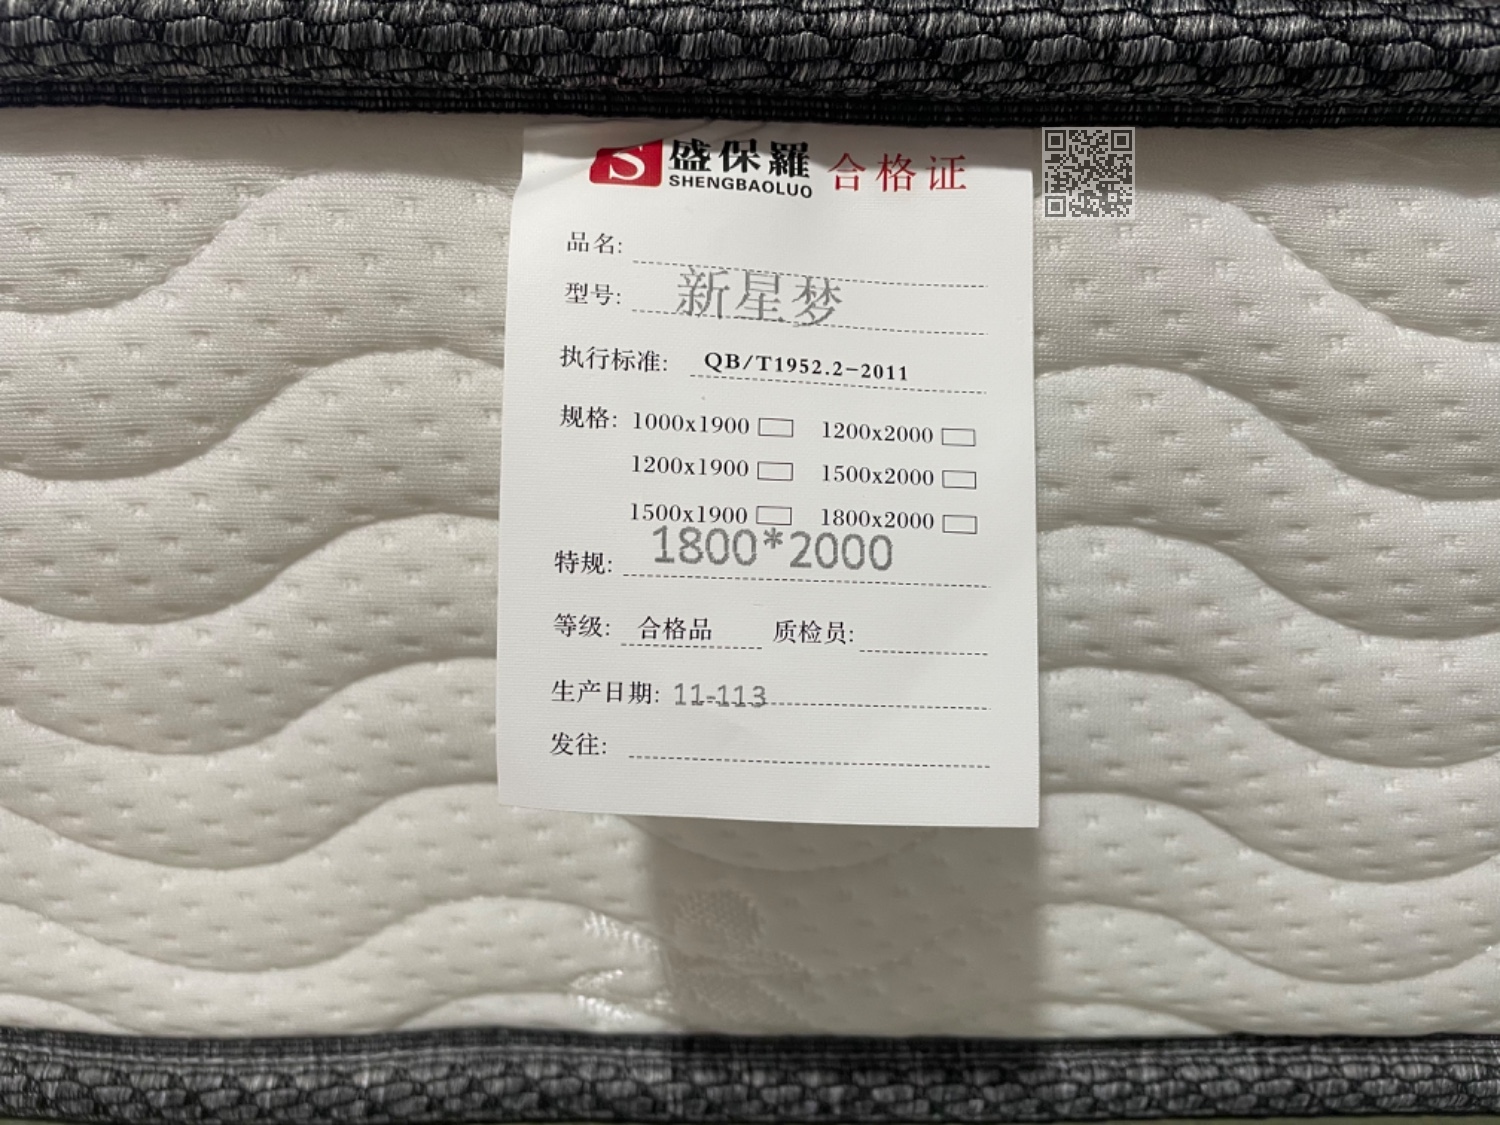 盛保羅 合格证
SHENGBAOLUO
品名:
型号: 新星梦
执行标准: QB/T1952.2-2011
规格: 1000x1900 1200x2000
1200x1900 1500x2000
1500x1900 1800x2000
特规: 1800*2000
等级: 合格品 质检员:
生产日期: 11-113
发往: